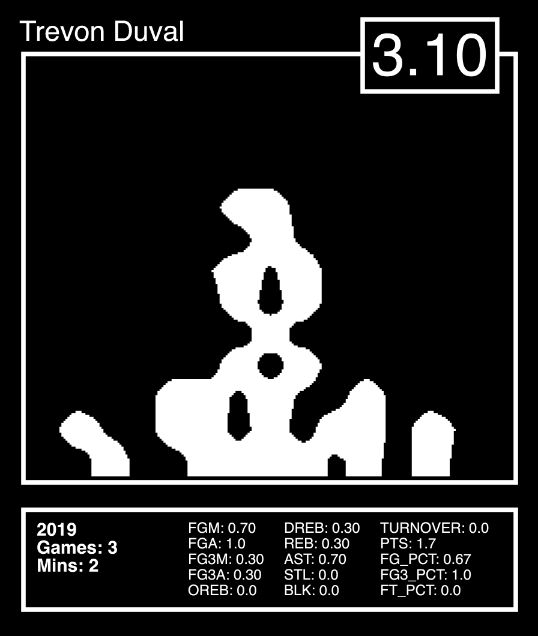 Trevon Duval
3.10
2019
Games: 3
Mins: 2
FGM: 0.70
FGA: 1.0
FG3M: 0.30
FG3A: 0.30
OREB: 0.0
DREB: 0.30
REB: 0.30
AST: 0.70
STL: 0.0
BLK: 0.0
TURNOVER: 0.0
PTS: 1.7
FG_PCT: 0.67
FG3_PCT: 1.0
FT_PCT: 0.0